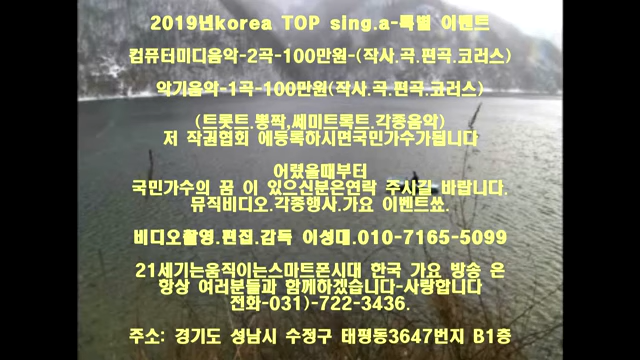 2019년korea TOP sing.a-특별 이벤트
컴퓨터미디음악-2곡-100만원-(작사.곡.편곡.코러스)
악기음악-1곡-100만원(작사.곡.편곡.코러스)
(트롯트.뽕짝,쎄미트록트.각종음악)
저 작권협회 에등록하시면국민가수가됩니다
어렸을때부터
국민가수의 꿈 이 있으신분은연락 주시길 바랍니다.
뮤직비디오.각종행사.가요 이벤트쑈.
비디오촬영.편집.감독 이성대.010-7165-5099
21세기는움직이는스마트폰시대 한국 가요 방송 은
항상 여러분들과 함께하겠습니다-사랑합니다
전화-031)-722-3436.
주소: 경기도 성남시 수정구 태평동3647번지 B1층